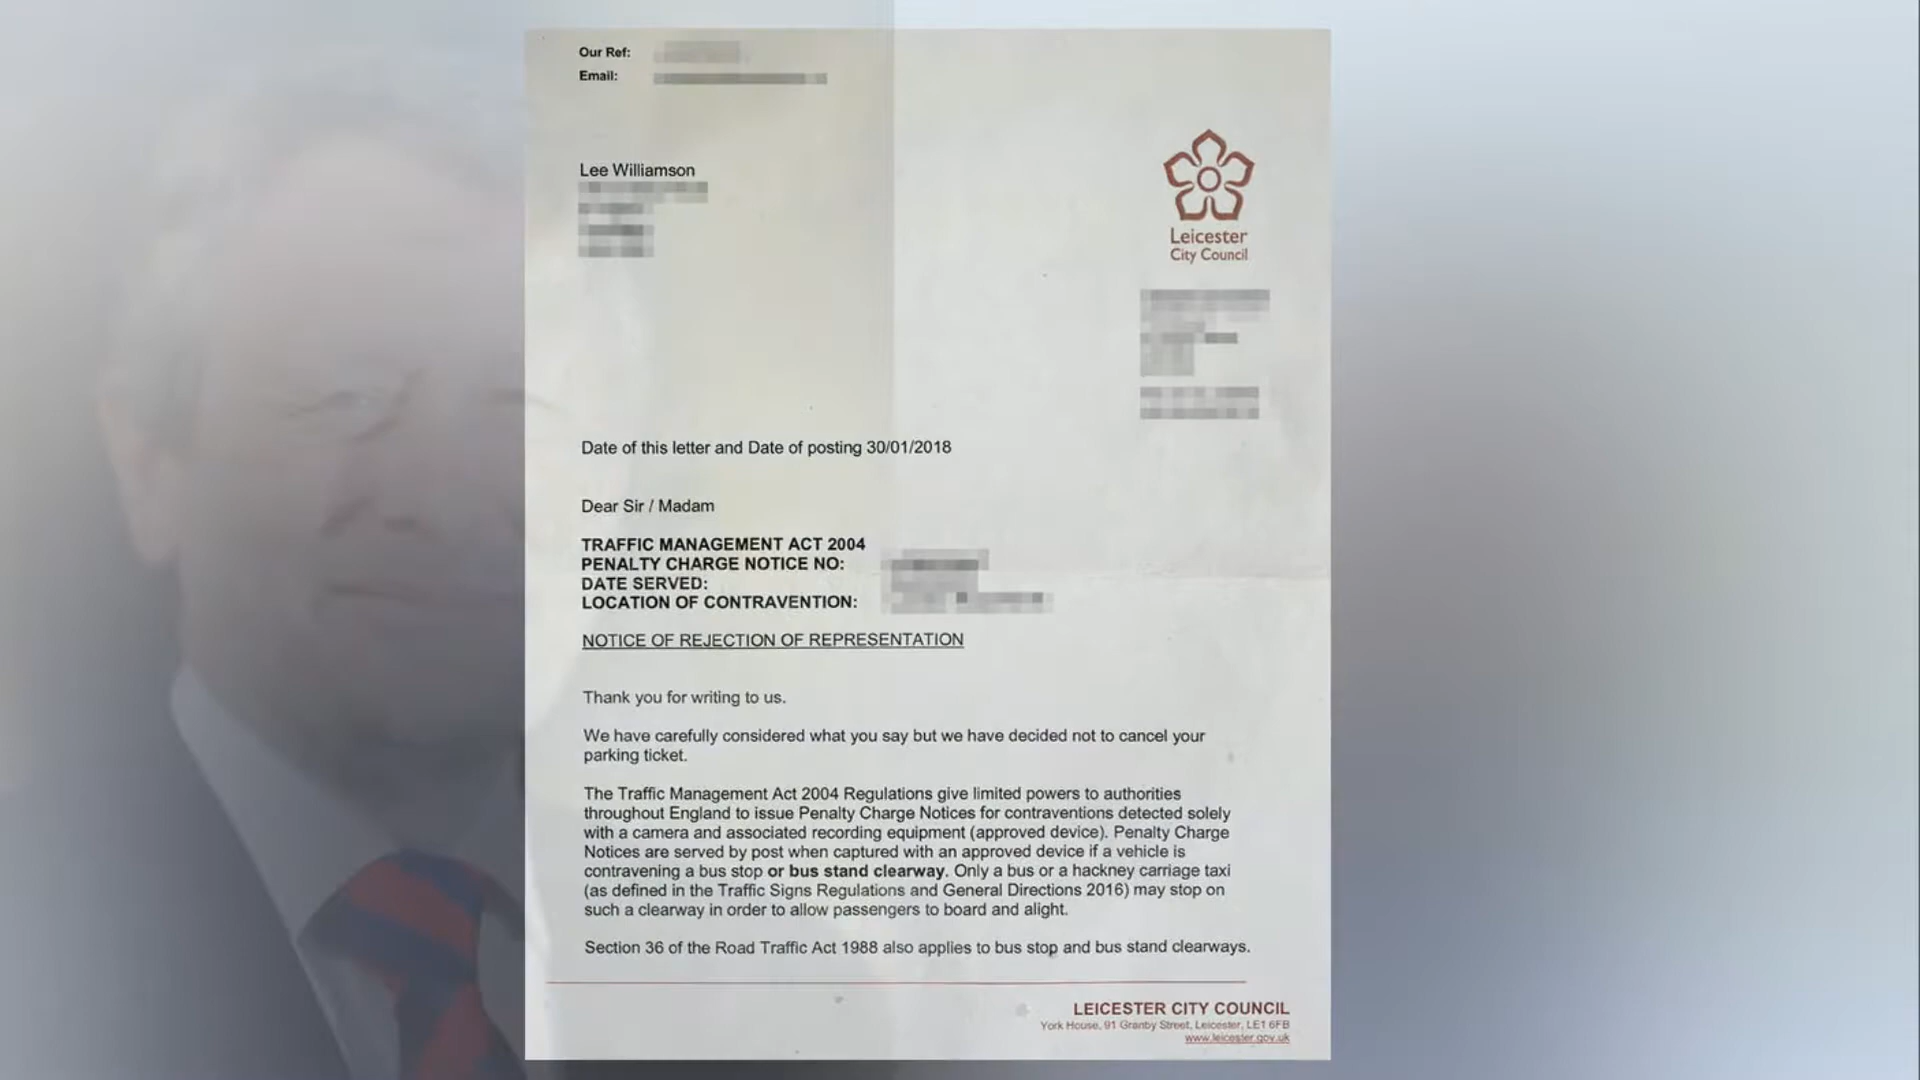 Our Ref:
Email:
Lee Williamson
Leicester
City Council
Date of this letter and Date of posting 30/01/2018
Dear Sir / Madam
TRAFFIC MANAGEMENT ACT 2004
PENALTY CHARGE NOTICE NO:
DATE SERVED:
LOCATION OF CONTRAVENTION:
NOTICE OF REJECTION OF REPRESENTATION
Thank you for writing to us.
We have carefully considered what you say but we have decided not to cancel your
parking ticket.
The Traffic Management Act 2004 Regulations give limited powers to authorities
throughout England to issue Penalty Charge Notices for contraventions detected solely
with a camera and associated recording equipment (approved device). Penalty Charge
Notices are served by post when captured with an approved device if a vehicle is
contravening a bus stop or bus stand clearway. Only a bus or a hackney carriage taxi
(as defined in the Traffic Signs Regulations and General Directions 2016) may stop on
such a clearway in order to allow passengers to board and alight.
Section 36 of the Road Traffic Act 1988 also applies to bus stop and bus stand clearways.
LEICESTER CITY COUNCIL
York House, 91 Granby Street, Leicester, LE1 6FB
www.leicester.gov.uk